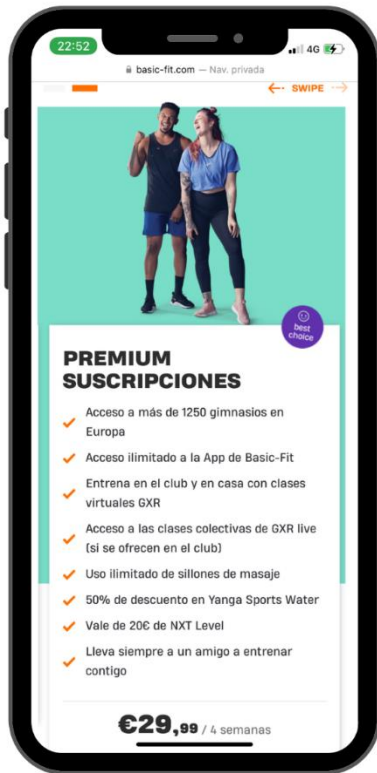 22:52
4G
basic-fit.com — Nav. privada
SWIPE
best
choice
PREMIUM
SUSCRIPCIONES
Acceso a más de 1250 gimnasios en
Europa
Acceso ilimitado a la App de Basic-Fit
Entrena en el club y en casa con clases
virtuales GXR
Acceso a las clases colectivas de GXR live
(si se ofrecen en el club)
Uso ilimitado de sillones de masaje
50% de descuento en Yanga Sports Water
Vale de 20€ de NXT Level
Lleva siempre a un amigo a entrenar
contigo
€29,99 / 4 semanas